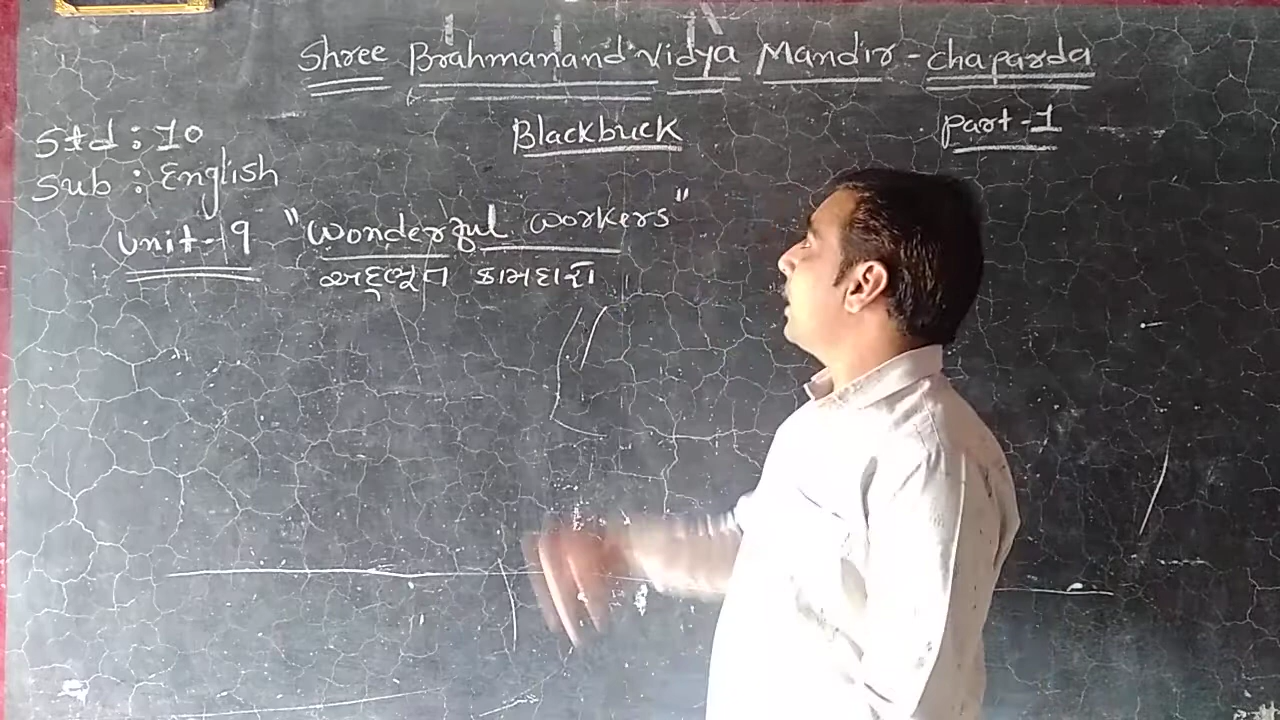 Shree Brahmanand Vidya Mandir - chaparda
Blackbuck
Part - 1
Std : 10
Sub : English
Unit - 9 "Wonderful workers"
અદ્દભૂત કામદારો